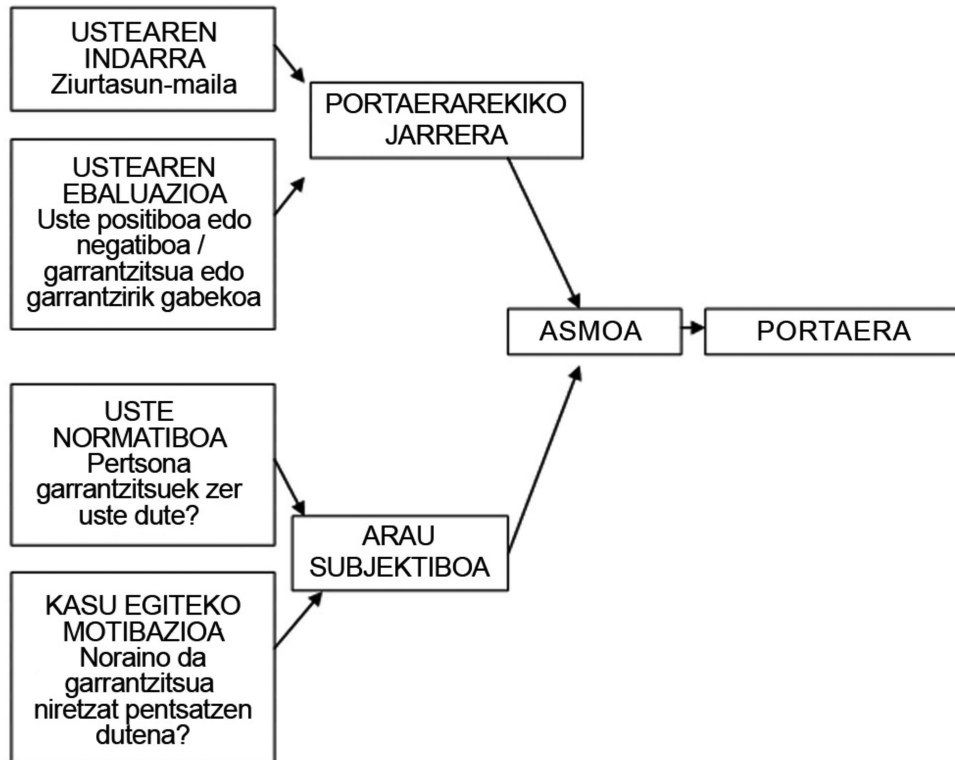 USTEAREN
INDARRA
Ziurtasun-maila
PORTAERAREKIKO
JARRERA
USTEAREN
EBALUAZIOA
Uste positiboa edo
negatiboa /
garrantzitsua edo
garrantzirik gabekoa
ASMOA
PORTAERA
USTE
NORMATIBOA
Pertsona
garrantzitsuek zer
uste dute?
ARAU
SUBJEKTIBOA
KASU EGITEKO
MOTIBAZIOA
Noraino da
garrantzitsua
niretzat pentsatzen
dutena?